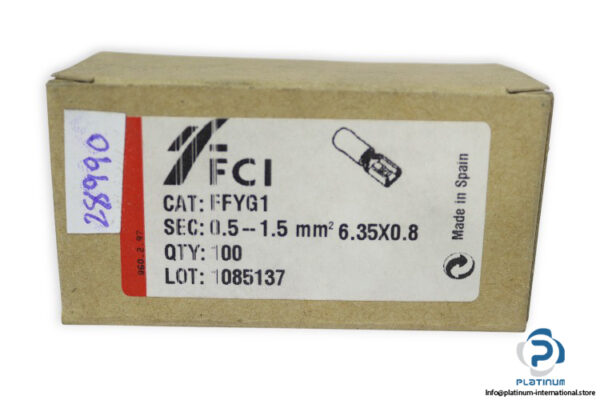 FCI
CAT: FFYG1
SEC: 0.5--1.5 mm² 6.35X0.8
QTY: 100
LOT: 1085137
Made in Spain
258990
PLATINUM
Info@platinum-international.store